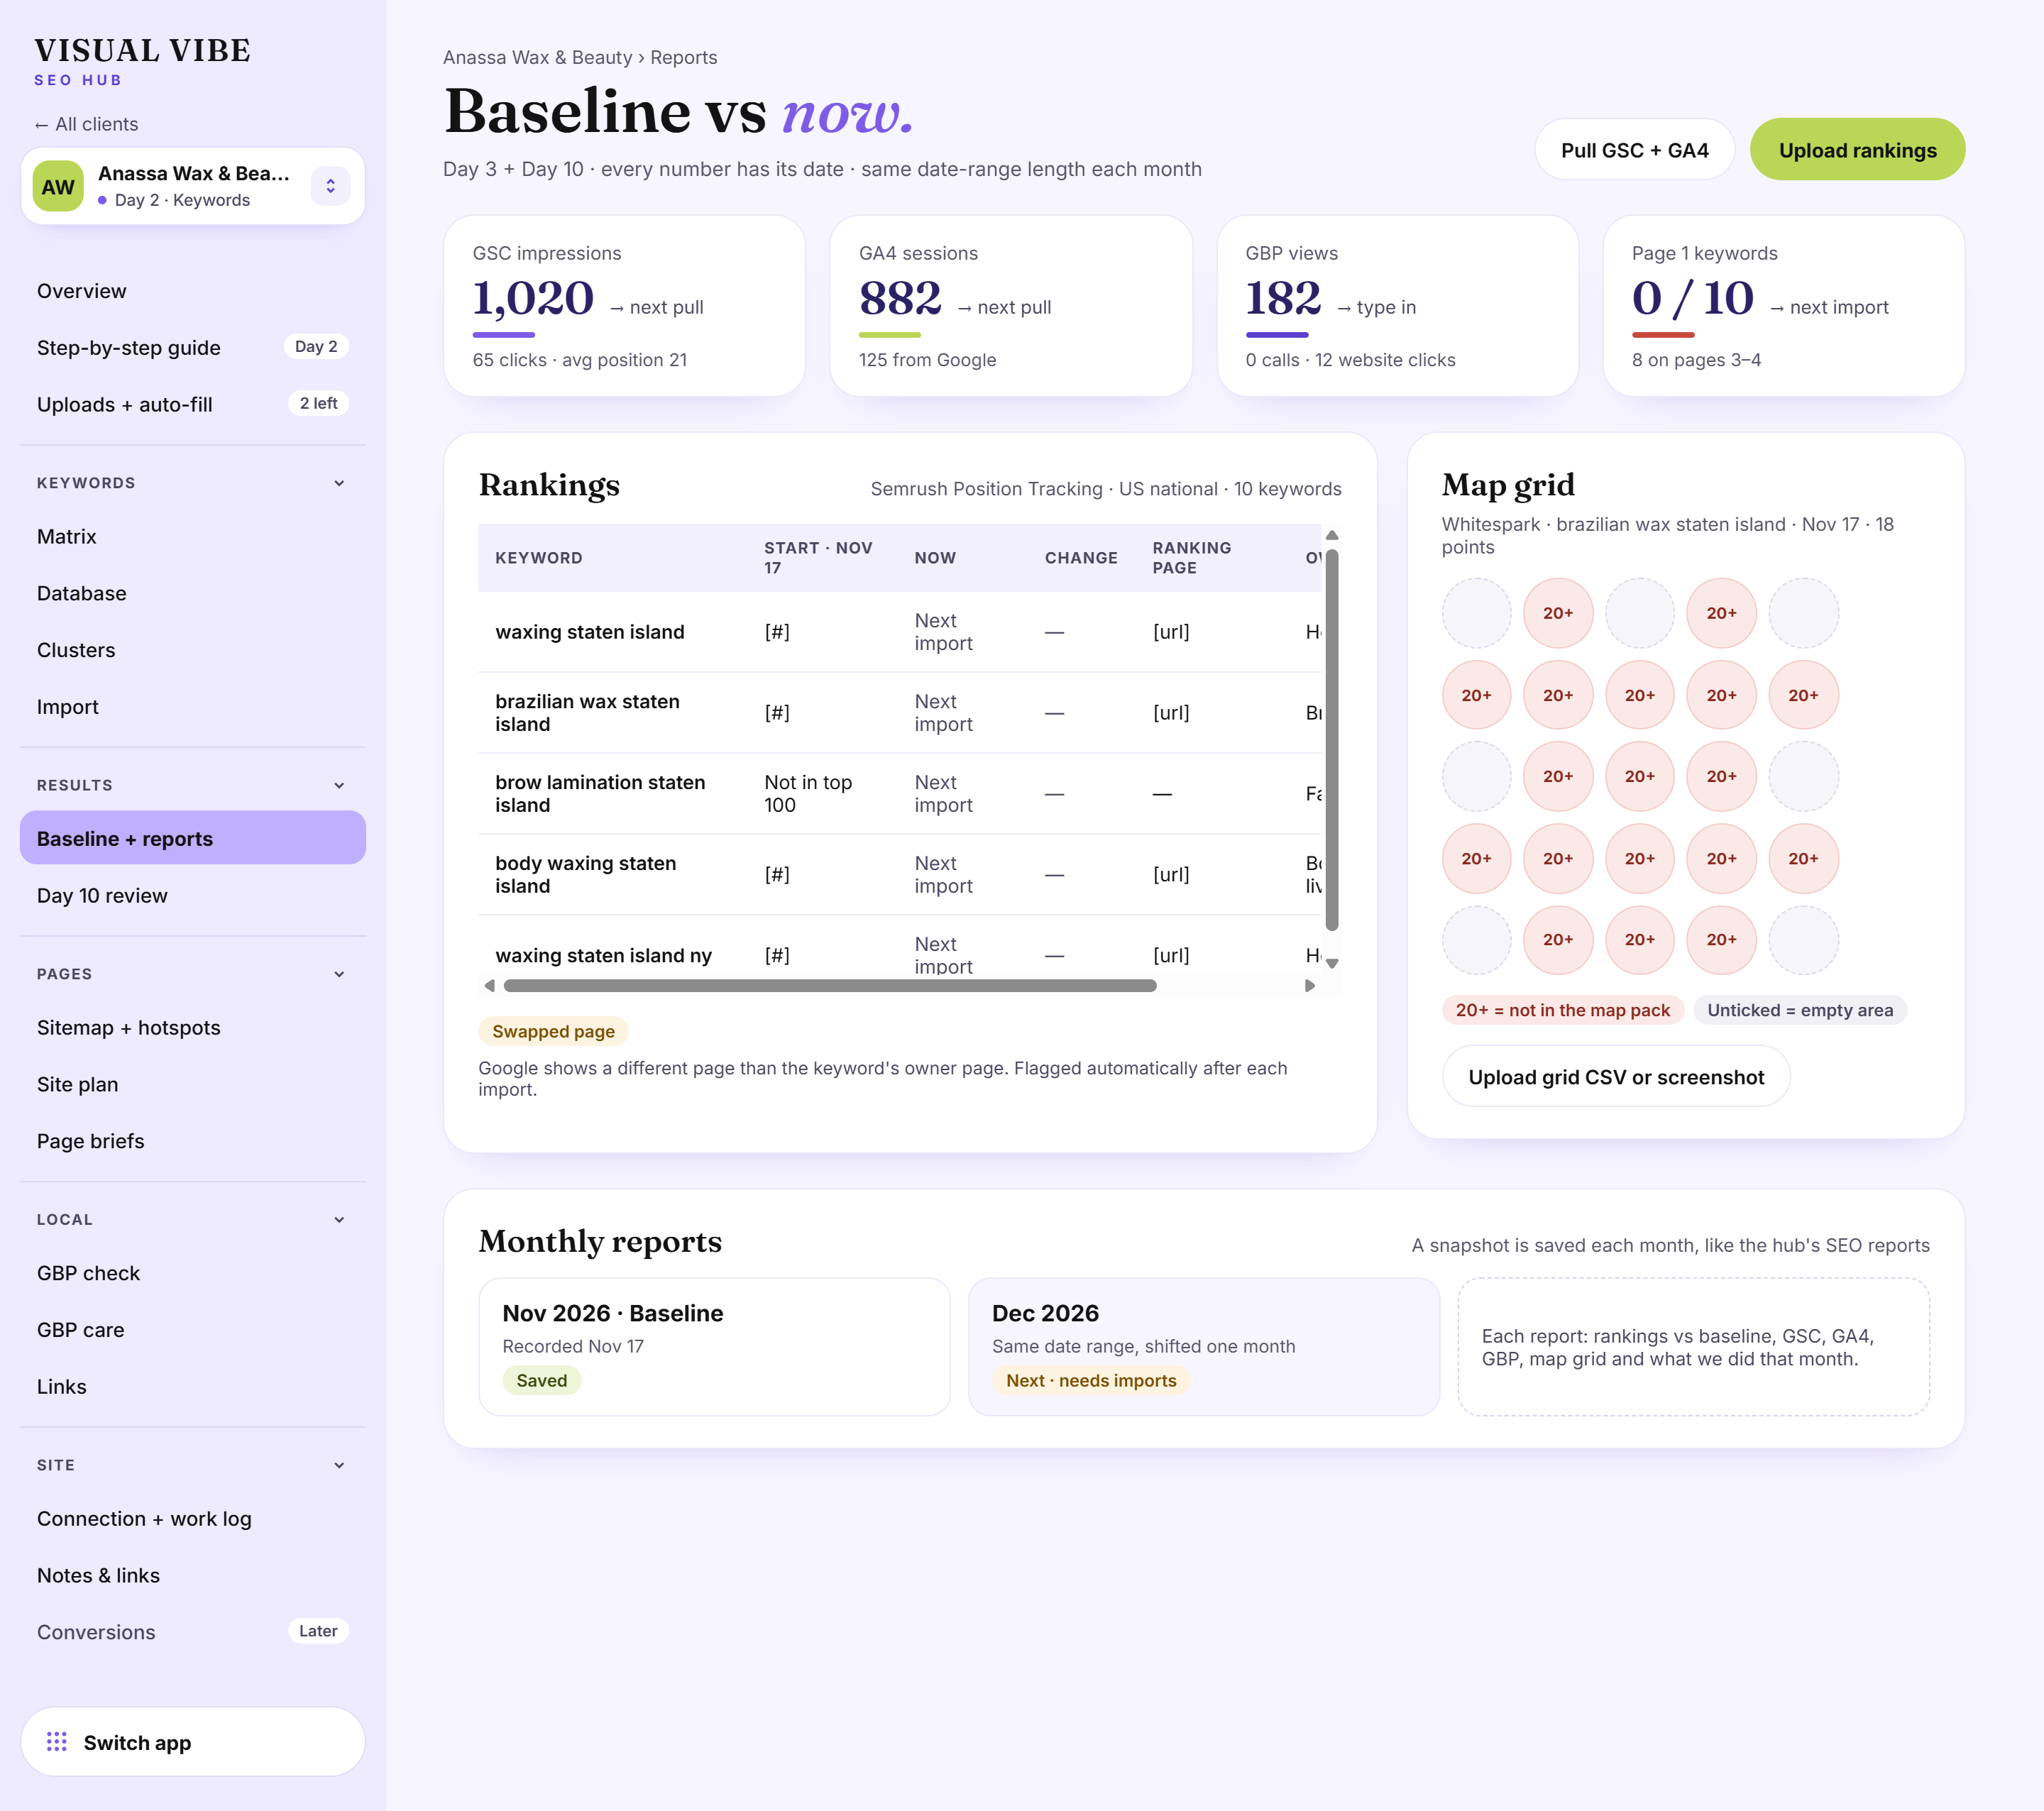 VISUAL VIBE
SEO HUB
← All clients
AW
Anassa Wax & Bea...
Day 2 · Keywords
Overview
Step-by-step guide
Day 2
Uploads + auto-fill
2 left
KEYWORDS
Matrix
Database
Clusters
Import
RESULTS
Baseline + reports
Day 10 review
PAGES
Sitemap + hotspots
Site plan
Page briefs
LOCAL
GBP check
GBP care
Links
SITE
Connection + work log
Notes & links
Conversions
Later
Switch app
Anassa Wax & Beauty › Reports
Baseline vs now.
Day 3 + Day 10 · every number has its date · same date-range length each month
Pull GSC + GA4
Upload rankings
GSC impressions
1,020 → next pull
65 clicks · avg position 21
GA4 sessions
882 → next pull
125 from Google
GBP views
182 → type in
0 calls · 12 website clicks
Page 1 keywords
0 / 10 → next import
8 on pages 3–4
Rankings
Semrush Position Tracking · US national · 10 keywords
KEYWORD
START · NOV
17
NOW
CHANGE
RANKING
PAGE
waxing staten island
[#]
Next
import
—
[url]
brazilian wax staten
island
[#]
Next
import
—
[url]
brow lamination staten
island
Not in top
100
Next
import
—
—
body waxing staten
island
[#]
Next
import
—
[url]
waxing staten island ny
[#]
Next
import
—
[url]
Swapped page
Google shows a different page than the keyword's owner page. Flagged automatically after each
import.
Map grid
Whitespark · brazilian wax staten island · Nov 17 · 18
points
20+ 20+
20+ 20+ 20+ 20+ 20+
20+ 20+ 20+
20+ 20+ 20+ 20+ 20+
20+ 20+ 20+
20+ = not in the map pack
Unticked = empty area
Upload grid CSV or screenshot
Monthly reports
A snapshot is saved each month, like the hub's SEO reports
Nov 2026 · Baseline
Recorded Nov 17
Saved
Dec 2026
Same date range, shifted one month
Next · needs imports
Each report: rankings vs baseline, GSC, GA4,
GBP, map grid and what we did that month.